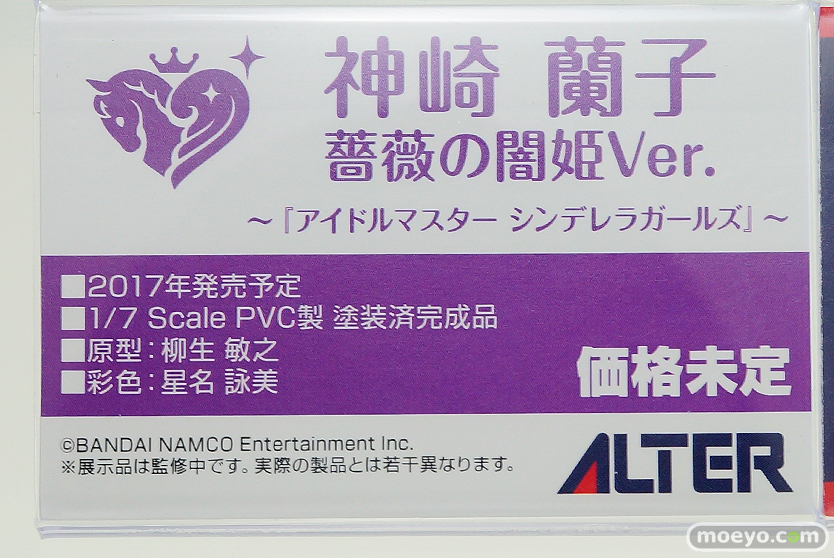 神崎 蘭子
薔薇の闇姫Ver.
～『アイドルマスター シンデレラガールズ』～
■2017年発売予定
■1/7 Scale PVC製 塗装済完成品
■原型：柳生 敏之
■彩色：星名 詠美
価格未定
©BANDAI NAMCO Entertainment Inc.
※展示品は監修中です。実際の製品とは若干異なります。
ALTER
moeyo.com